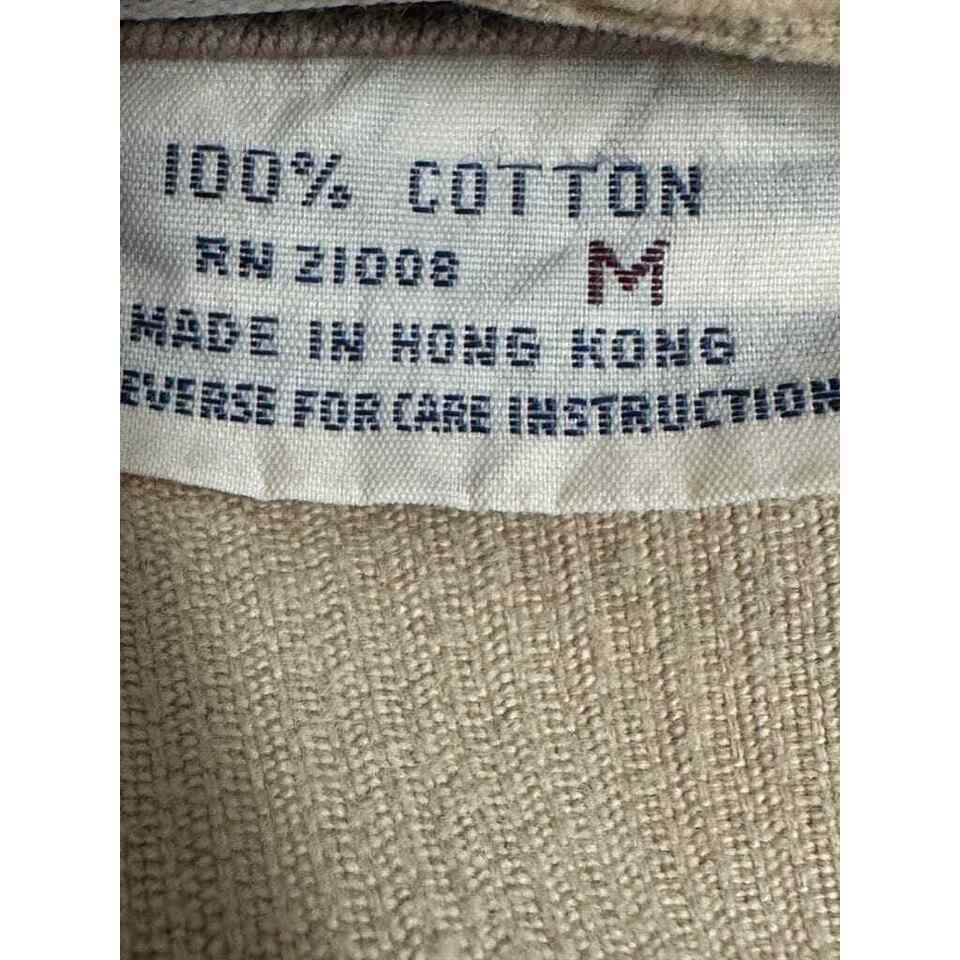 100% COTTON
RN 21008 M
MADE IN HONG KONG
EVERSE FOR CARE INSTRUCTION